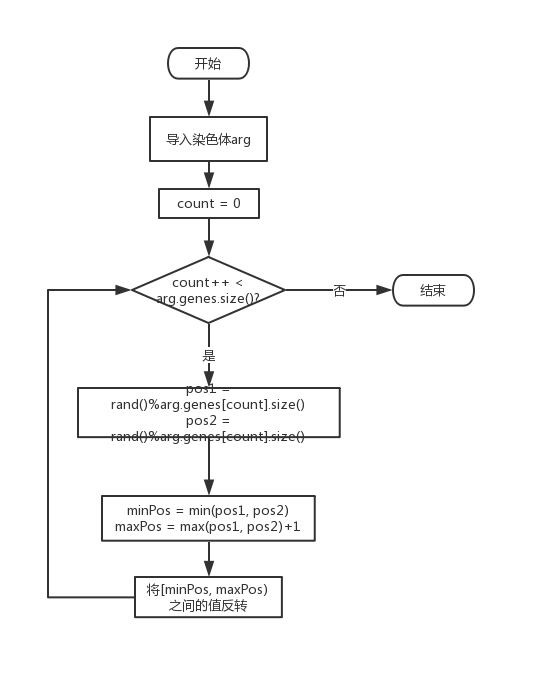 开始
导入染色体arg
count = 0
count++ <
arg.genes.size()?
否
结束
是
pos1 =
rand()%arg.genes[count].size()
pos2 =
rand()%arg.genes[count].size()
minPos = min(pos1, pos2)
maxPos = max(pos1, pos2)+1
将[minPos, maxPos)
之间的值反转